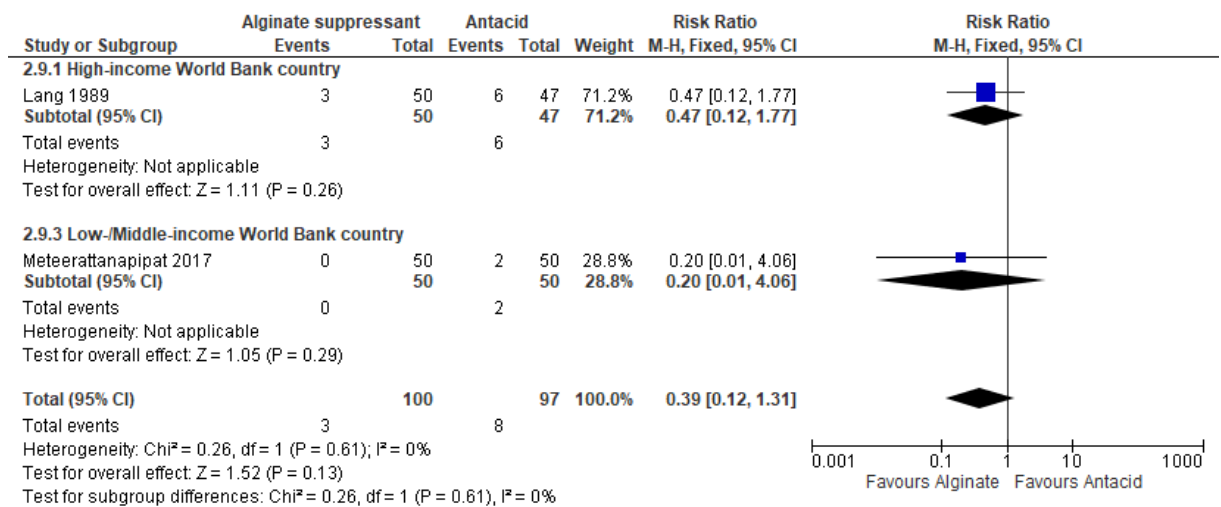 Alginate suppressant Antacid Risk Ratio Risk Ratio
Study or Subgroup Events Total Events Total Weight M-H, Fixed, 95% CI M-H, Fixed, 95% CI
2.9.1 High-income World Bank country
Lang 1989 3 50 6 47 71.2% 0.47 [0.12, 1.77]
Subtotal (95% CI) 50 47 71.2% 0.47 [0.12, 1.77]
Total events 3 6
Heterogeneity: Not applicable
Test for overall effect: Z = 1.11 (P = 0.26)
2.9.3 Low-/Middle-income World Bank country
Meteerattanapipat 2017 0 50 2 50 28.8% 0.20 [0.01, 4.06]
Subtotal (95% CI) 50 50 28.8% 0.20 [0.01, 4.06]
Total events 0 2
Heterogeneity: Not applicable
Test for overall effect: Z = 1.05 (P = 0.29)
Total (95% CI) 100 97 100.0% 0.39 [0.12, 1.31]
Total events 3 8
Heterogeneity: Chi² = 0.26, df = 1 (P = 0.61); I² = 0%
Test for overall effect: Z = 1.52 (P = 0.13)
Test for subgroup differences: Chi² = 0.26, df = 1 (P = 0.61), I² = 0%
0.001 0.1 1 10 1000
Favours Alginate Favours Antacid